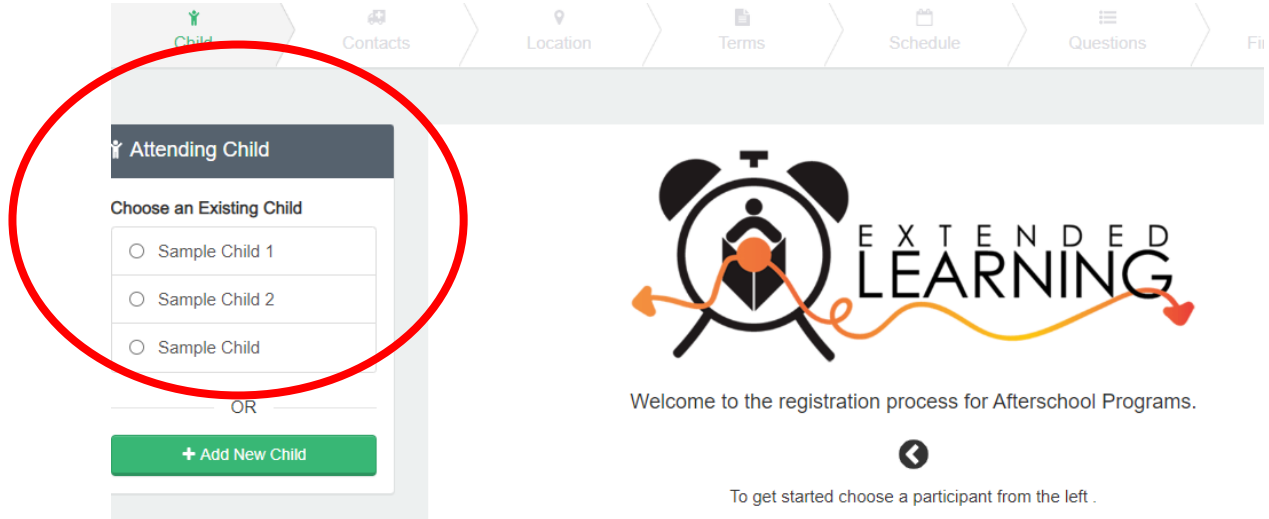 Child
Contacts
Location
Terms
Schedule
Questions
Attending Child
Choose an Existing Child
Sample Child 1
Sample Child 2
Sample Child
OR
+ Add New Child
EXTENDED
LEARNING
Welcome to the registration process for Afterschool Programs.
To get started choose a participant from the left .